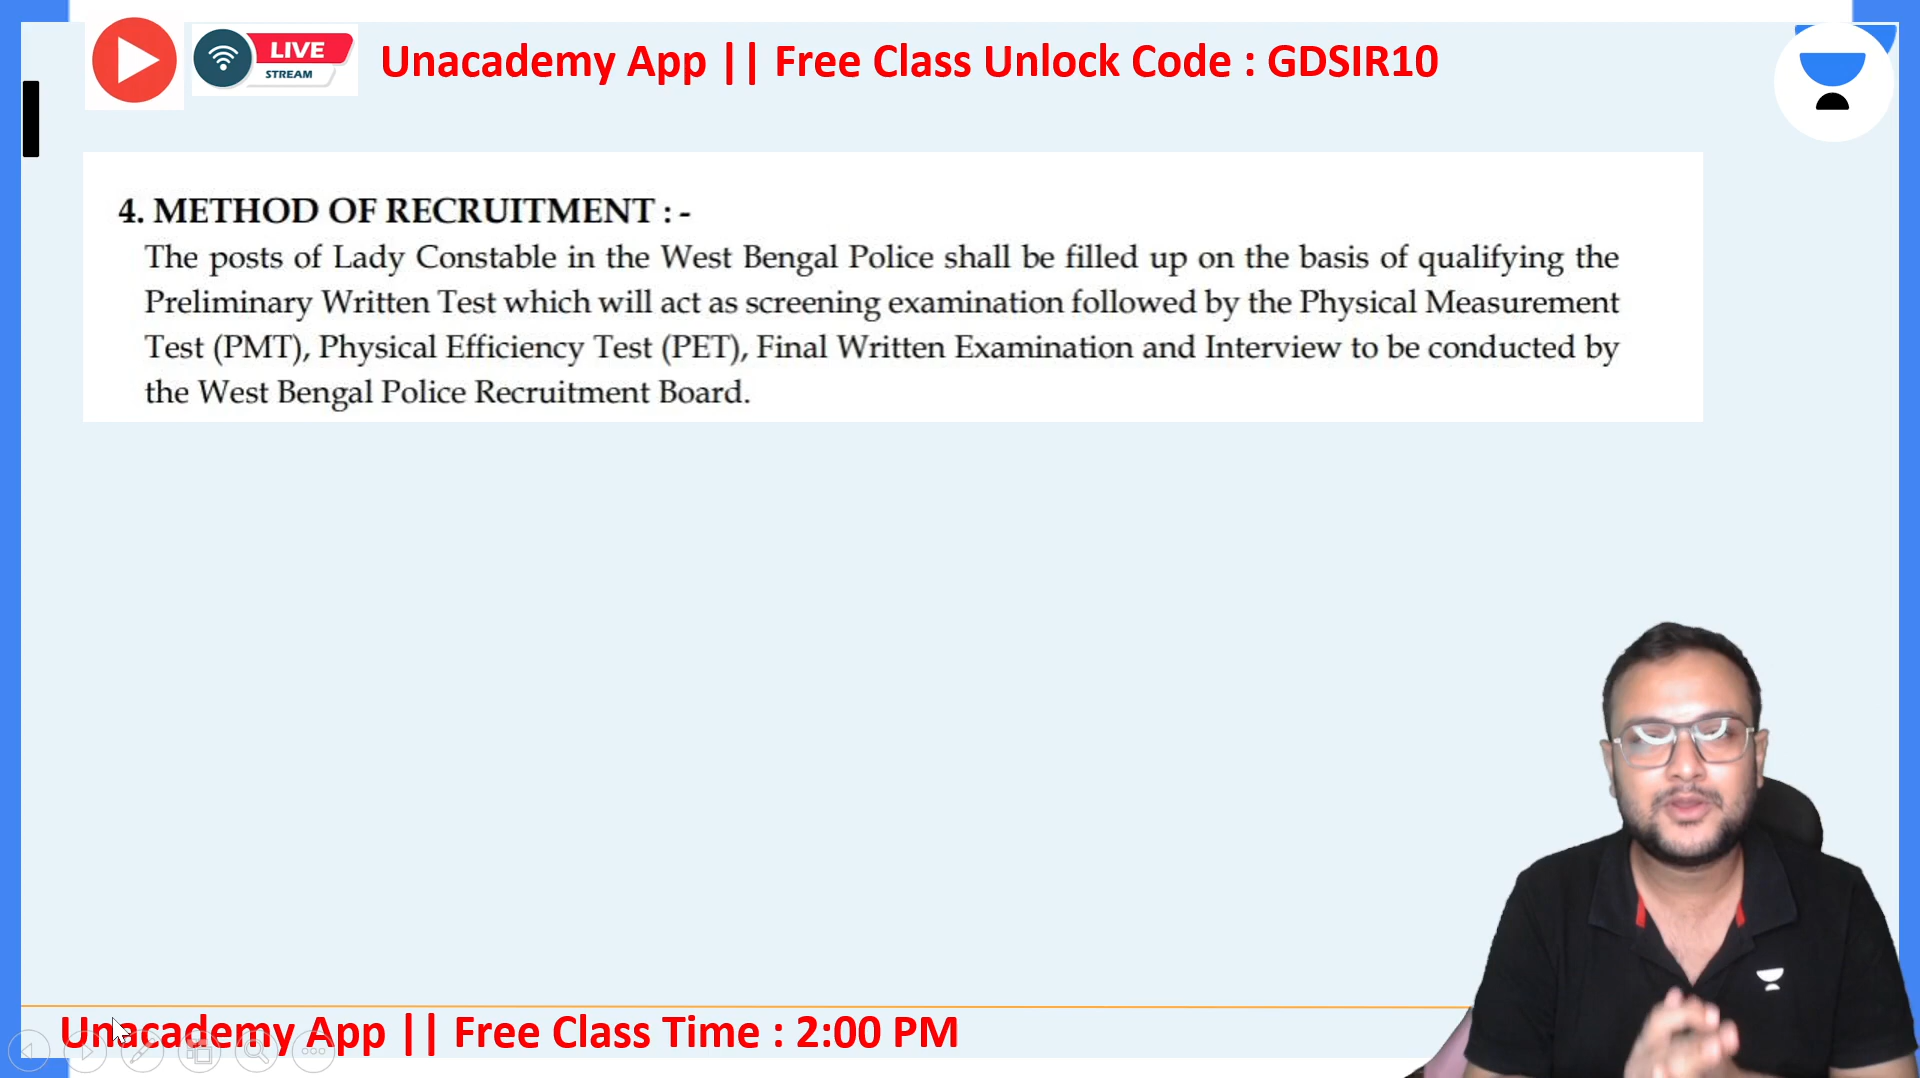 LIVE
STREAM
Unacademy App || Free Class Unlock Code : GDSIR10
4. METHOD OF RECRUITMENT : -
The posts of Lady Constable in the West Bengal Police shall be filled up on the basis of qualifying the
Preliminary Written Test which will act as screening examination followed by the Physical Measurement
Test (PMT), Physical Efficiency Test (PET), Final Written Examination and Interview to be conducted by
the West Bengal Police Recruitment Board.
Unacademy App || Free Class Time : 2:00 PM